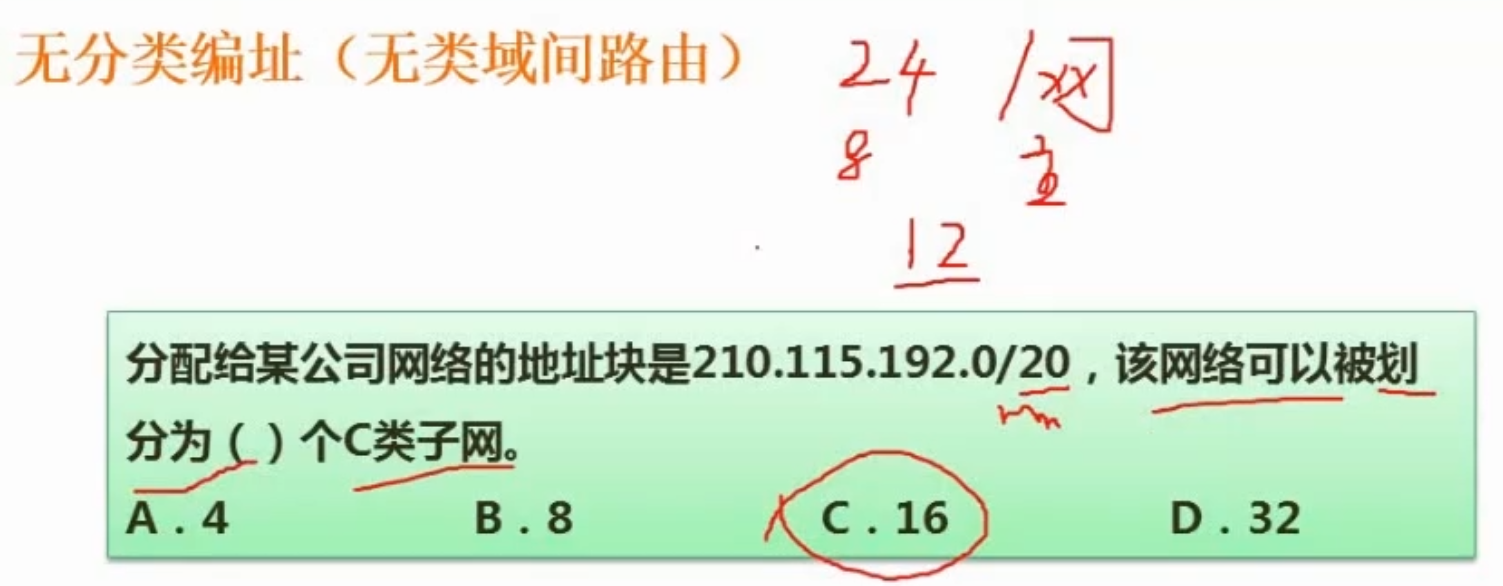 无分类编址（无类域间路由）
24 /xx 网
8 主
12
分配给某公司网络的地址块是210.115.192.0/20，该网络可以被划
分为（ ）个C类子网。
A．4 B．8 C．16 D．32